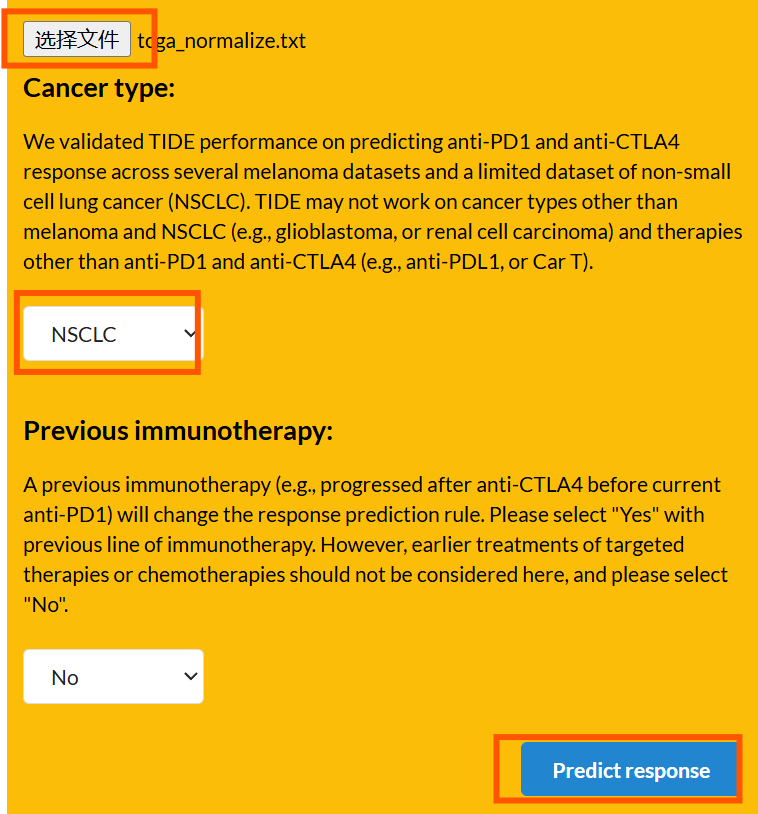 选择文件 tcga_normalize.txt
Cancer type:
We validated TIDE performance on predicting anti-PD1 and anti-CTLA4
response across several melanoma datasets and a limited dataset of non-small
cell lung cancer (NSCLC). TIDE may not work on cancer types other than
melanoma and NSCLC (e.g., glioblastoma, or renal cell carcinoma) and therapies
other than anti-PD1 and anti-CTLA4 (e.g., anti-PDL1, or Car T).
NSCLC
Previous immunotherapy:
A previous immunotherapy (e.g., progressed after anti-CTLA4 before current
anti-PD1) will change the response prediction rule. Please select "Yes" with
previous line of immunotherapy. However, earlier treatments of targeted
therapies or chemotherapies should not be considered here, and please select
"No".
No
Predict response